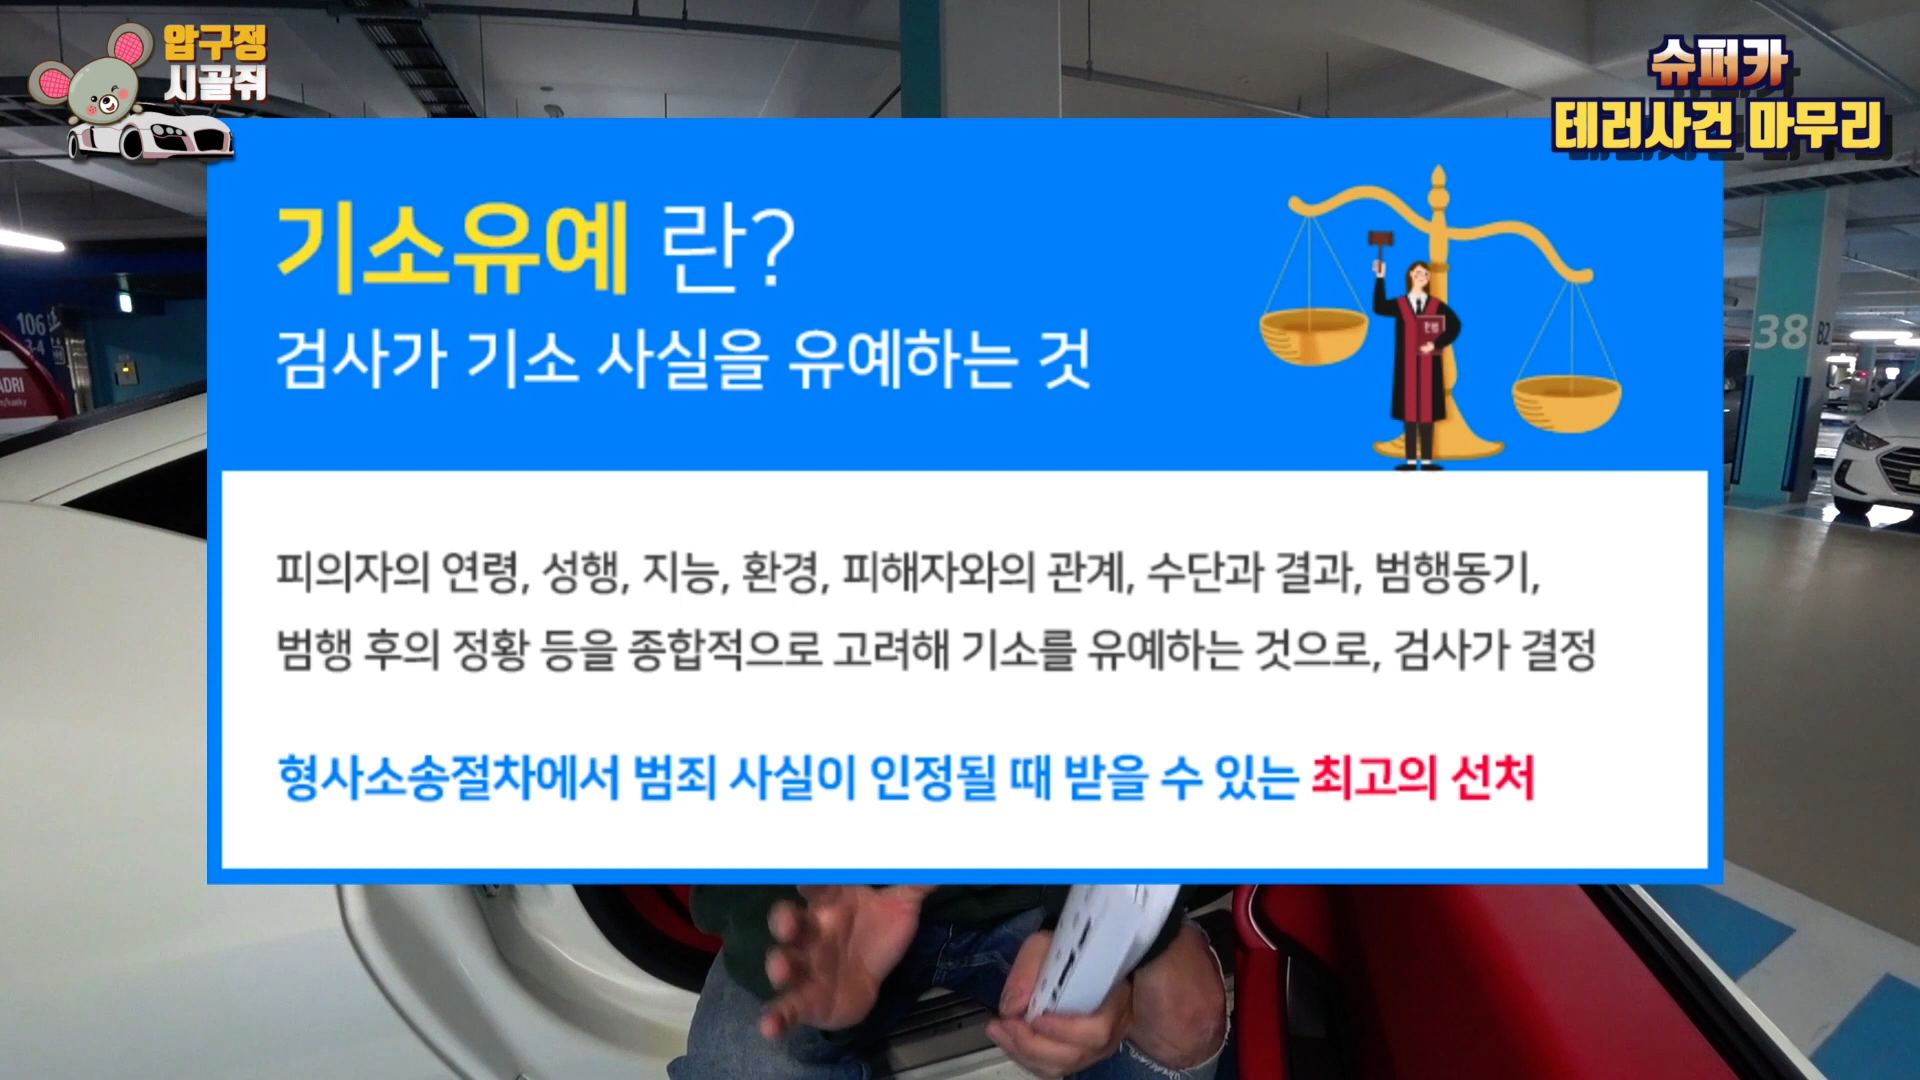 압구정
시골쥐
슈퍼카
테러사건 마무리
기소유예 란?
검사가 기소 사실을 유예하는 것
피의자의 연령, 성행, 지능, 환경, 피해자와의 관계, 수단과 결과, 범행동기,
범행 후의 정황 등을 종합적으로 고려해 기소를 유예하는 것으로, 검사가 결정
형사소송절차에서 범죄 사실이 인정될 때 받을 수 있는 최고의 선처
106
3-4
ADRI
38
B2